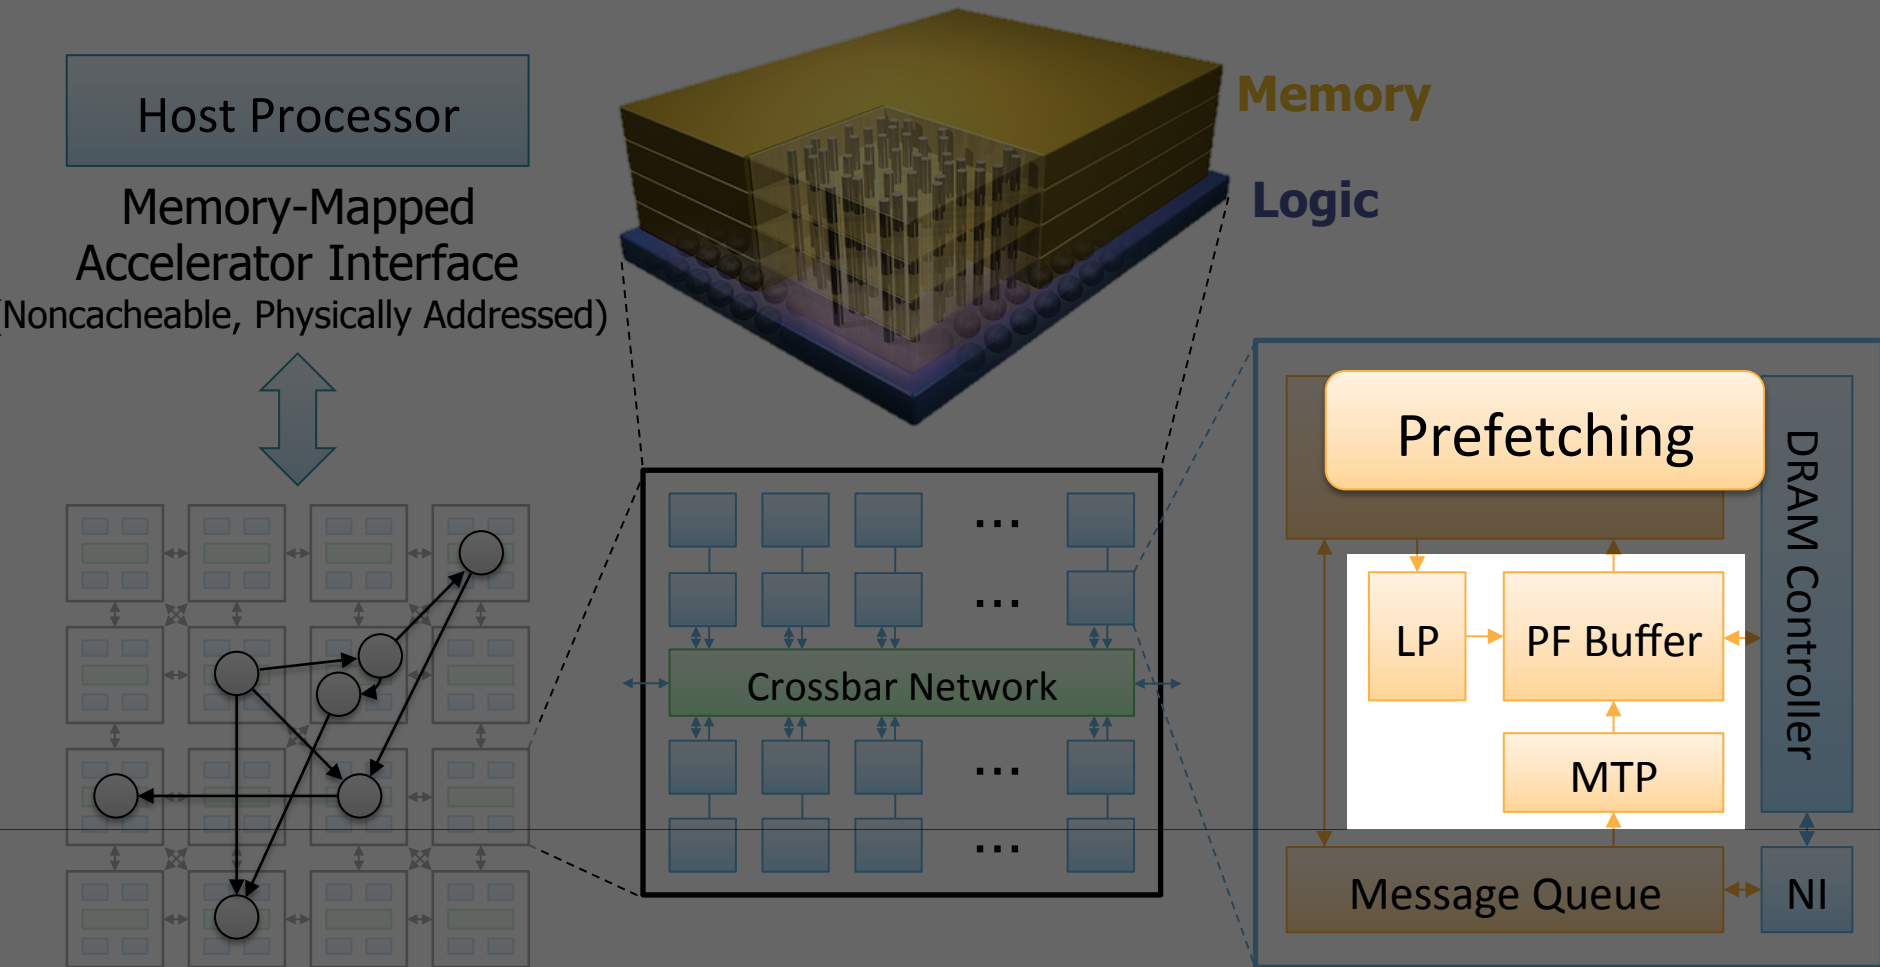 Host Processor
Memory-Mapped
Accelerator Interface
(Noncacheable, Physically Addressed)
Memory
Logic
...
...
Crossbar Network
...
...
Prefetching
DRAM Controller
LP
PF Buffer
MTP
Message Queue
NI